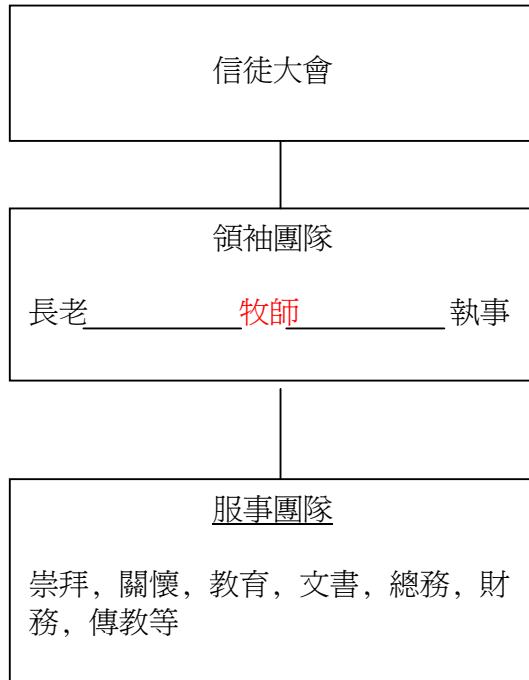 信徒大會
領袖團隊
長老 牧師 執事
服事團隊
崇拜, 關懷, 教育, 文書, 總務, 財
務, 傳教等